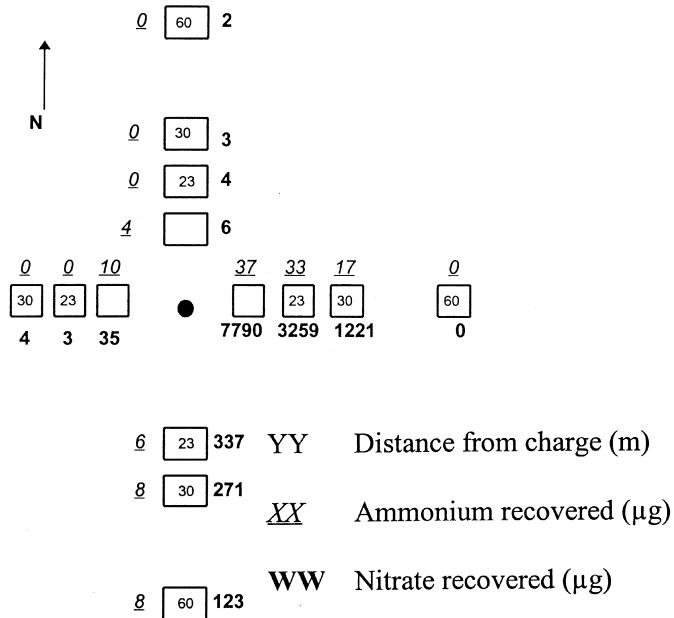 0 60 2
N
0 30 3
0 23 4
4 6
0 0 10 37 33 17 0
30 23 23 30 60
4 3 35 7790 3259 1221 0
6 23 337 YY Distance from charge (m)
8 30 271
XX Ammonium recovered (µg)
WW Nitrate recovered (µg)
8 60 123